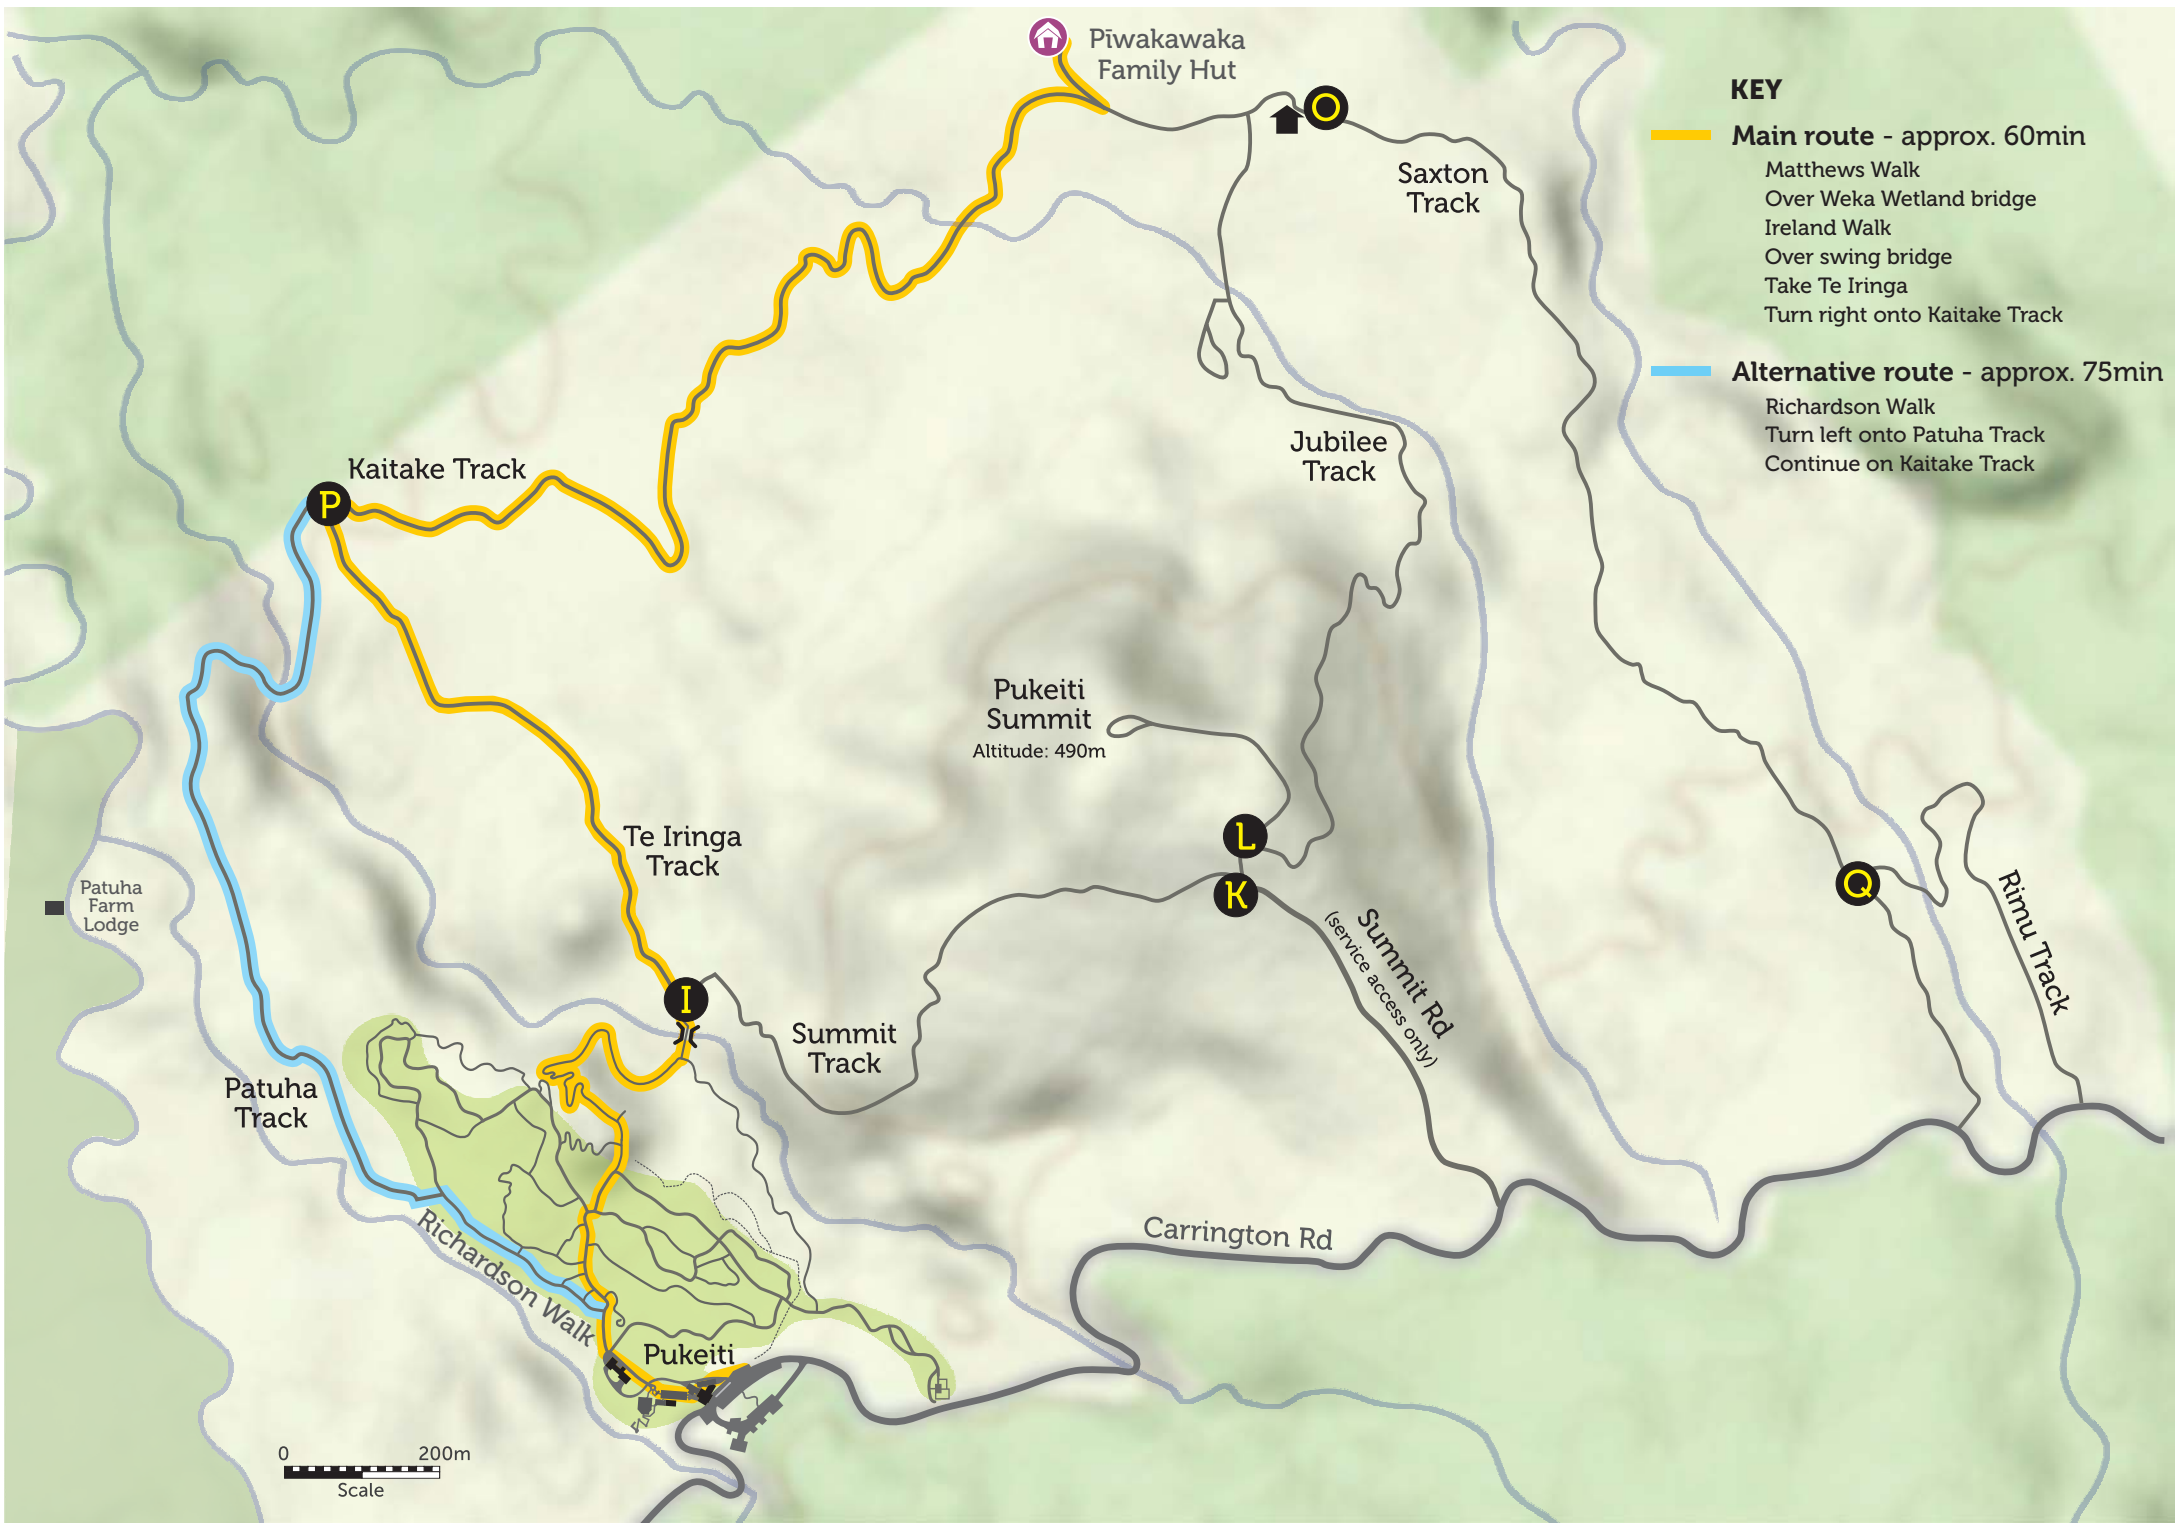 Pīwakawaka
Family Hut
O
Saxton
Track
KEY
Main route - approx. 60min
Matthews Walk
Over Weka Wetland bridge
Ireland Walk
Over swing bridge
Take Te Iringa
Turn right onto Kaitake Track
Alternative route - approx. 75min
Richardson Walk
Turn left onto Patuha Track
Continue on Kaitake Track
Jubilee
Track
Kaitake Track
P
Pukeiti
Summit
Altitude: 490m
Te Iringa
Track
L
K
Q
Patuha
Farm
Lodge
Summit Rd
(service access only)
Rimu Track
I
Summit
Track
Patuha
Track
Richardson Walk
Carrington Rd
Pukeiti
0 200m
Scale